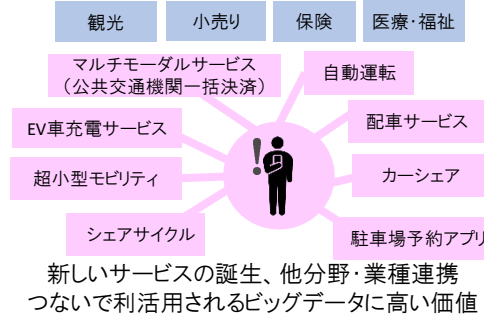 観光
小売り
保険
医療・福祉
マルチモーダルサービス
（公共交通機関一括決済）
自動運転
EV車充電サービス
配車サービス
超小型モビリティ
カーシェア
シェアサイクル
駐車場予約アプリ
新しいサービスの誕生、他分野・業種連携
つないで利活用されるビッグデータに高い価値